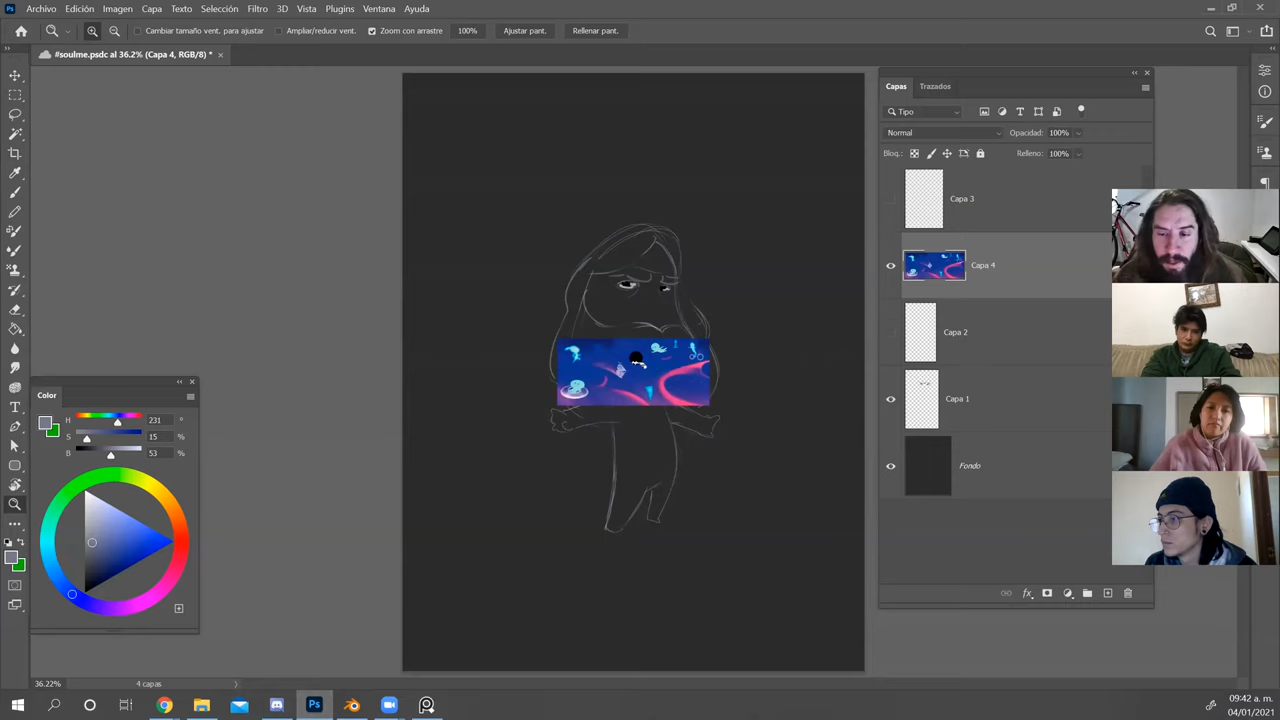 Ps Archivo Edición Imagen Capa Texto Selección Filtro 3D Vista Plugins Ventana Ayuda
Cambiar tamaño vent. para ajustar Ampliar/reducir vent. Zoom con arrastre 100% Ajustar pant. Rellenar pant.
#soulme.psdc al 36.2% (Capa 4, RGB/8) * ×
Capas Trazados
Tipo
Normal Opacidad: 100%
Bloq.: Relleno: 100%
Capa 3
Capa 4
Capa 2
Capa 1
Fondo
fx
Color
H 231 °
S 15 %
B 53 %
36.22% 4 capas
Ps
09:42 a. m.
04/01/2021